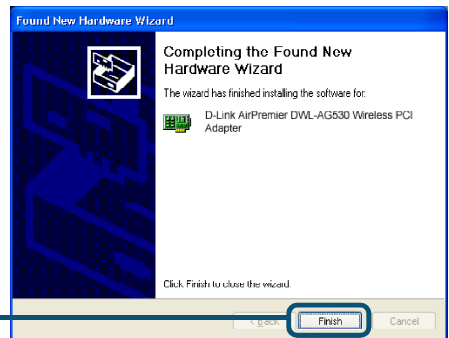 Found New Hardware Wizard
Completing the Found New
Hardware Wizard
The wizard has finished installing the software for:
D-Link AirPremier DWL-AG530 Wireless PCI
Adapter
Click Finish to close the wizard.
< Back
Finish
Cancel